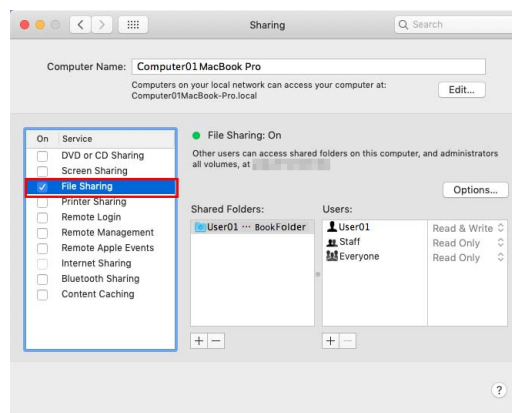 Sharing
Search
Computer Name: Computer01 MacBook Pro
Computers on your local network can access your computer at:
Computer01MacBook-Pro.local
Edit...
On Service
DVD or CD Sharing
Screen Sharing
File Sharing
Printer Sharing
Remote Login
Remote Management
Remote Apple Events
Internet Sharing
Bluetooth Sharing
Content Caching
File Sharing: On
Other users can access shared folders on this computer, and administrators
all volumes, at
Options...
Shared Folders:
User01 ··· BookFolder
Users:
User01 Read & Write
Staff Read Only
Everyone Read Only
+ −
+ −
?